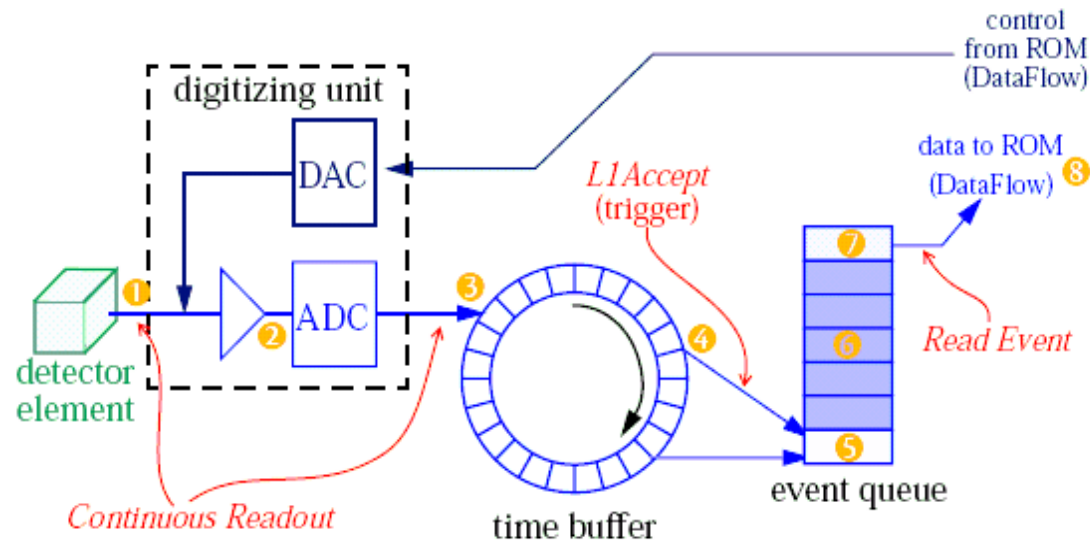 control
from ROM
(DataFlow)
digitizing unit
DAC
L1Accept
(trigger)
data to ROM
(DataFlow) 8
7
1
2
ADC
3
4
6
Read Event
detector
element
5
event queue
Continuous Readout
time buffer